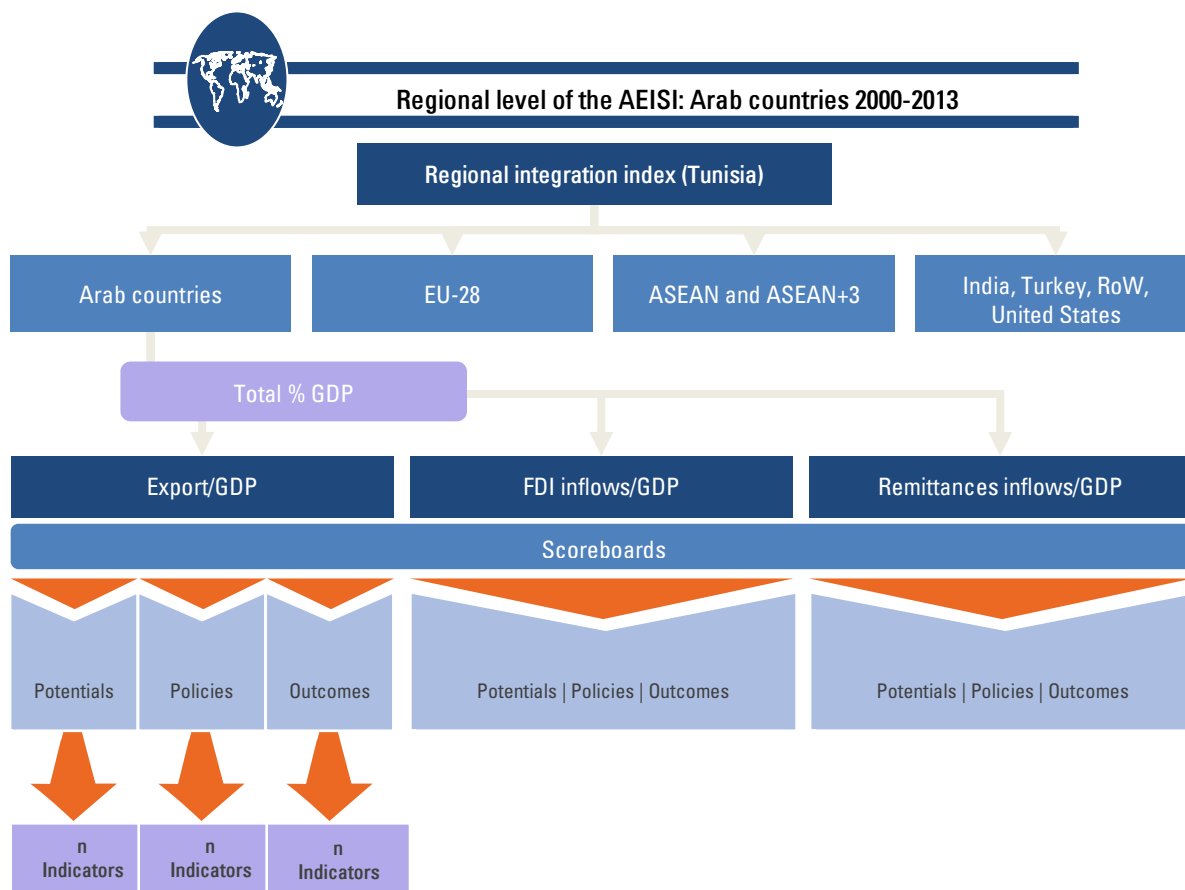 Regional level of the AEISI: Arab countries 2000-2013
Regional integration index (Tunisia)
Arab countries
EU-28
ASEAN and ASEAN+3
India, Turkey, RoW,
United States
Total % GDP
Export/GDP
FDI inflows/GDP
Remittances inflows/GDP
Scoreboards
Potentials
Policies
Outcomes
Potentials | Policies | Outcomes
Potentials | Policies | Outcomes
n
Indicators
n
Indicators
n
Indicators